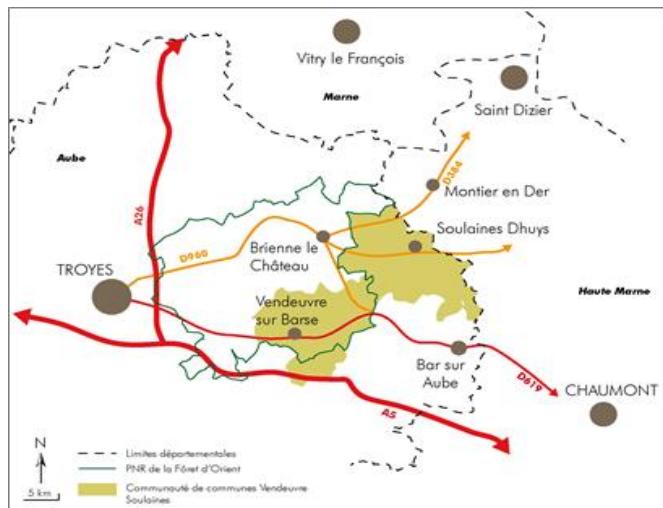 Vitry le François
Marne
Saint Dizier
Aube
D384
Montier en Der
A26
Soulaines Dhuys
D960
Brienne le
Château
TROYES
Haute Marne
Vendeuvre
sur Barse
Bar sur
Aube
D619
CHAUMONT
A5
N
5 km
Limites départementales
PNR de la Fôret d'Orient
Communauté de communes Vendeuvre
Soulaines